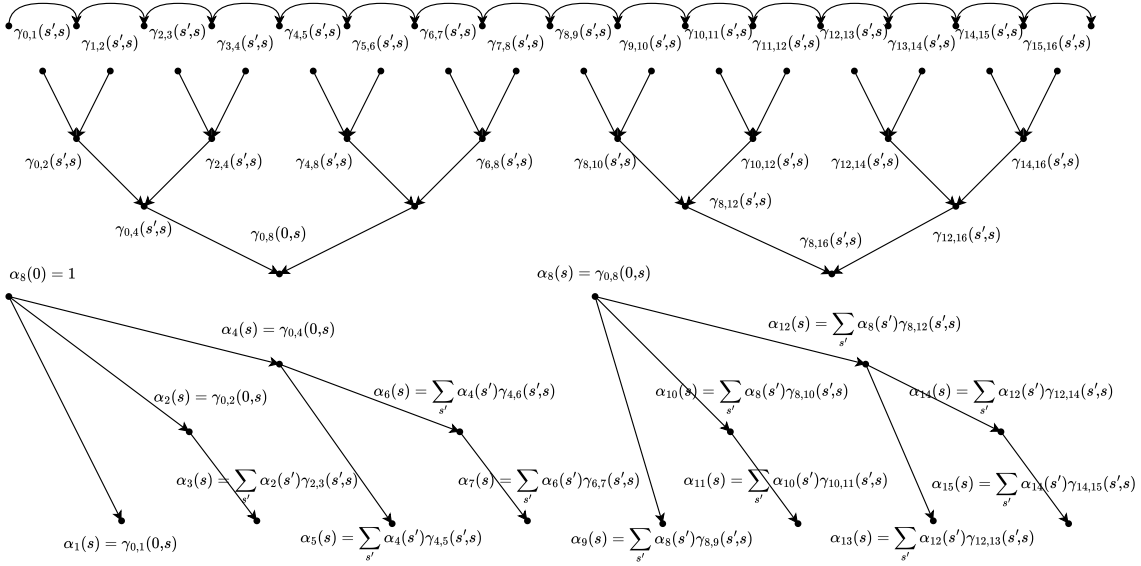 γ0,1(s′,s) γ1,2(s′,s) γ2,3(s′,s) γ3,4(s′,s) γ4,5(s′,s) γ5,6(s′,s) γ6,7(s′,s) γ7,8(s′,s) γ8,9(s′,s) γ9,10(s′,s) γ10,11(s′,s) γ11,12(s′,s) γ12,13(s′,s) γ13,14(s′,s) γ14,15(s′,s) γ15,16(s′,s)
γ0,2(s′,s) γ2,4(s′,s) γ4,8(s′,s) γ6,8(s′,s) γ8,10(s′,s) γ10,12(s′,s) γ12,14(s′,s) γ14,16(s′,s)
γ0,4(s′,s) γ0,8(0,s) γ8,12(s′,s) γ8,16(s′,s) γ12,16(s′,s)
α8(0) = 1
α8(s) = γ0,8(0,s)
α4(s) = γ0,4(0,s)
α12(s) = ∑s′ α8(s′)γ8,12(s′,s)
α2(s) = γ0,2(0,s)
α6(s) = ∑s′ α4(s′)γ4,6(s′,s)
α10(s) = ∑s′ α8(s′)γ8,10(s′,s)
α14(s) = ∑s′ α12(s′)γ12,14(s′,s)
α3(s) = ∑s′ α2(s′)γ2,3(s′,s)
α7(s) = ∑s′ α6(s′)γ6,7(s′,s)
α11(s) = ∑s′ α10(s′)γ10,11(s′,s)
α15(s) = ∑s′ α14(s′)γ14,15(s′,s)
α1(s) = γ0,1(0,s)
α5(s) = ∑s′ α4(s′)γ4,5(s′,s)
α9(s) = ∑s′ α8(s′)γ8,9(s′,s)
α13(s) = ∑s′ α12(s′)γ12,13(s′,s)